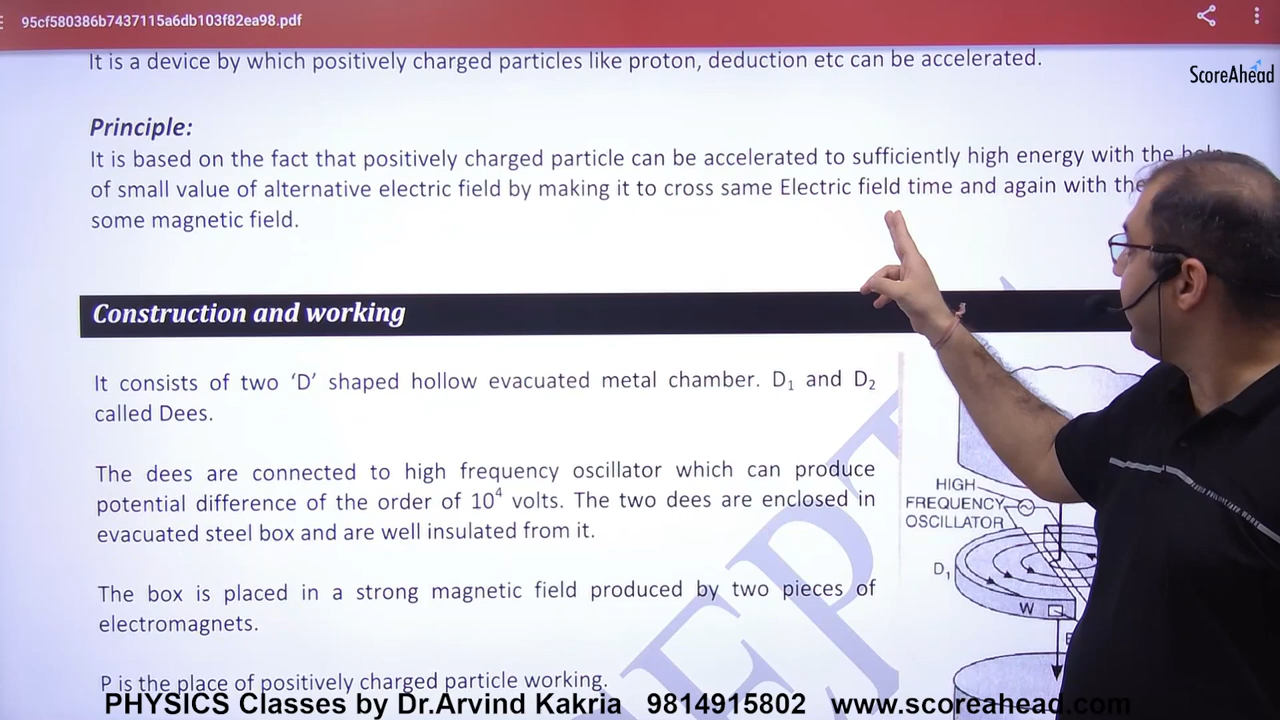 95cf580386b7437115a6db103f82ea98.pdf
It is a device by which positively charged particles like proton, deduction etc can be accelerated.
ScoreAhead
Principle:
It is based on the fact that positively charged particle can be accelerated to sufficiently high energy with the
of small value of alternative electric field by making it to cross same Electric field time and again with the
some magnetic field.
Construction and working
It consists of two ‘D’ shaped hollow evacuated metal chamber. D1 and D2
called Dees.
The dees are connected to high frequency oscillator which can produce
potential difference of the order of 10⁴ volts. The two dees are enclosed in
evacuated steel box and are well insulated from it.
The box is placed in a strong magnetic field produced by two pieces of
electromagnets.
P is the place of positively charged particle working.
HIGH
FREQUENCY
OSCILLATOR
D1
W
PHYSICS Classes by Dr.Arvind Kakria 9814915802 www.scoreahead.com